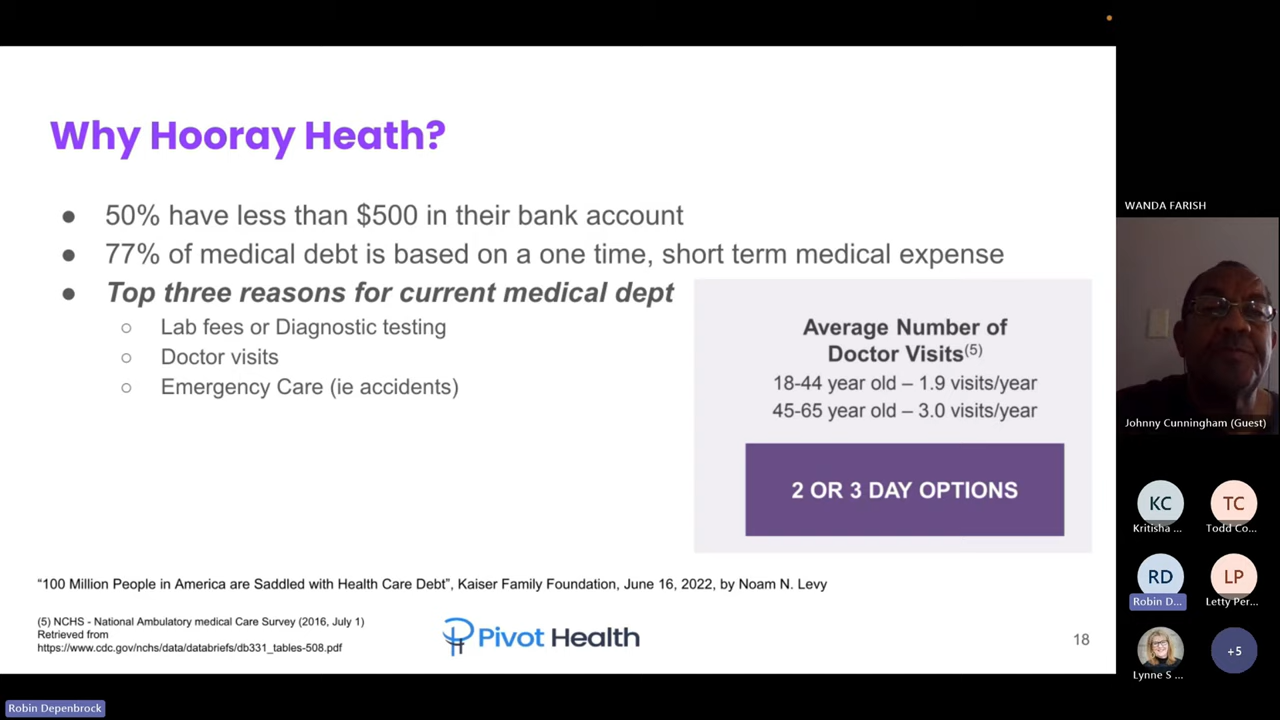 Why Hooray Heath?
● 50% have less than $500 in their bank account
● 77% of medical debt is based on a one time, short term medical expense
● Top three reasons for current medical dept
○ Lab fees or Diagnostic testing
○ Doctor visits
○ Emergency Care (ie accidents)
Average Number of
Doctor Visits(5)
18-44 year old – 1.9 visits/year
45-65 year old – 3.0 visits/year
2 OR 3 DAY OPTIONS
“100 Million People in America are Saddled with Health Care Debt”, Kaiser Family Foundation, June 16, 2022, by Noam N. Levy
(5) NCHS - National Ambulatory medical Care Survey (2016, July 1)
Retrieved from
https://www.cdc.gov/nchs/data/databriefs/db331_tables-508.pdf
Pivot Health
18
WANDA FARISH
Johnny Cunningham (Guest)
KC
TC
Kritisha ...
Todd Co...
RD
LP
Robin D...
Letty Per...
+5
Lynne S ...
Robin Depenbrock